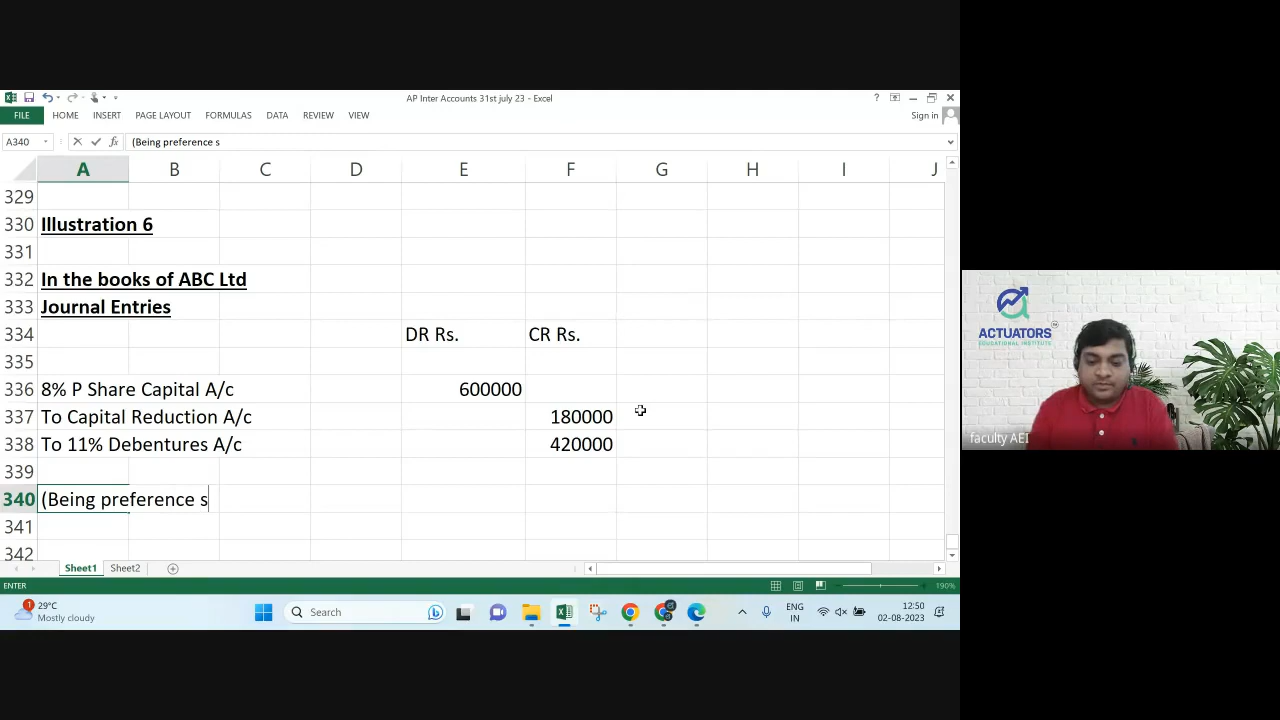 AP Inter Accounts 31st july 23 - Excel
?
FILE HOME INSERT PAGE LAYOUT FORMULAS DATA REVIEW VIEW
Sign in
A340
fx
(Being preference s
A B C D E F G H I J
329
330 Illustration 6
331
332 In the books of ABC Ltd
333 Journal Entries
334 DR Rs. CR Rs.
335
336 8% P Share Capital A/c 600000
337 To Capital Reduction A/c 180000
338 To 11% Debentures A/c 420000
339
340 (Being preference s
341
342
Sheet1 Sheet2
ENTER
190%
1
29°C
Mostly cloudy
Search
ENG
IN
12:50
02-08-2023
ACTUATORS
EDUCATIONAL INSTITUTE
faculty AEI